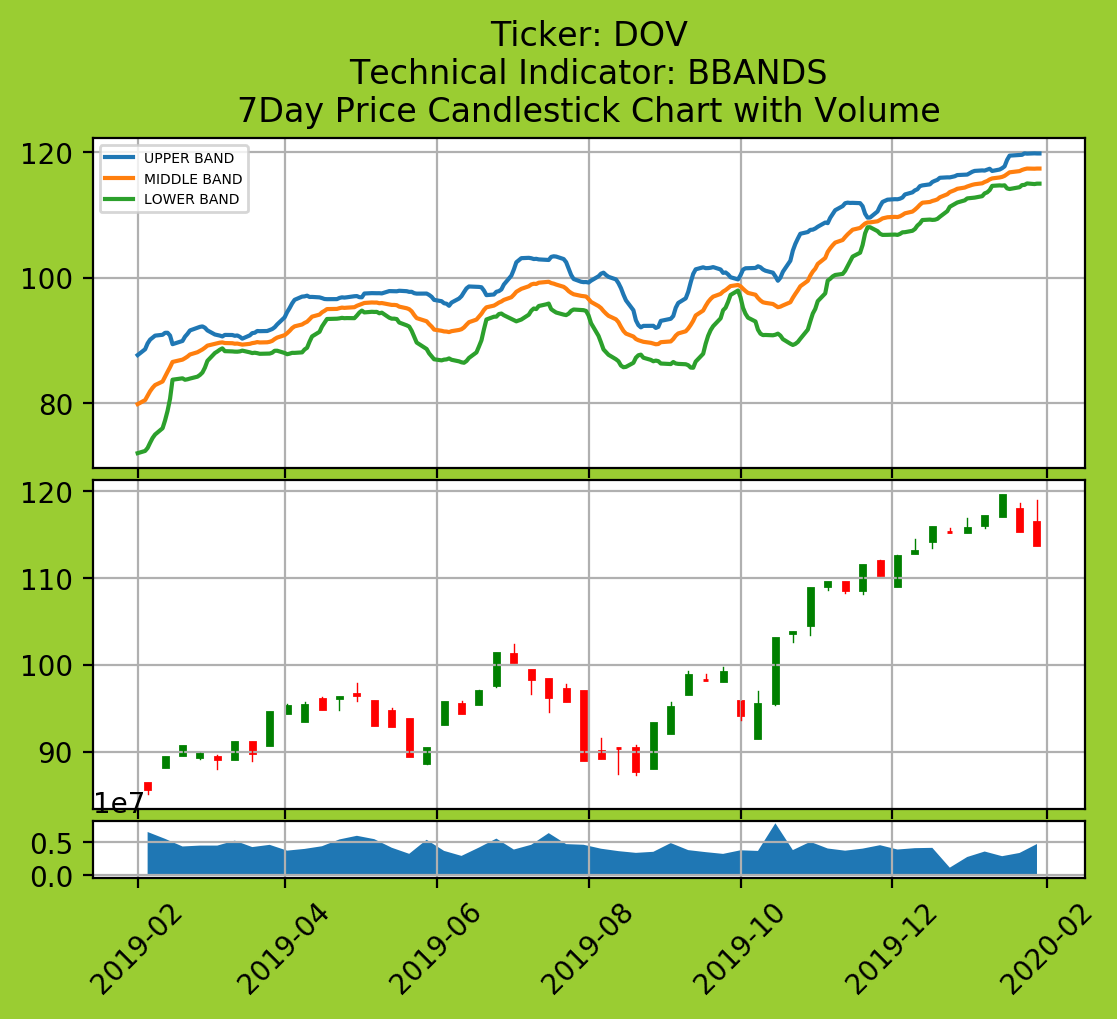 Ticker: DOV
Technical Indicator: BBANDS
7Day Price Candlestick Chart with Volume
120
100
80
UPPER BAND
MIDDLE BAND
LOWER BAND
120
110
100
90
1e7
0.5
0.0
2019-02
2019-04
2019-06
2019-08
2019-10
2019-12
2020-02